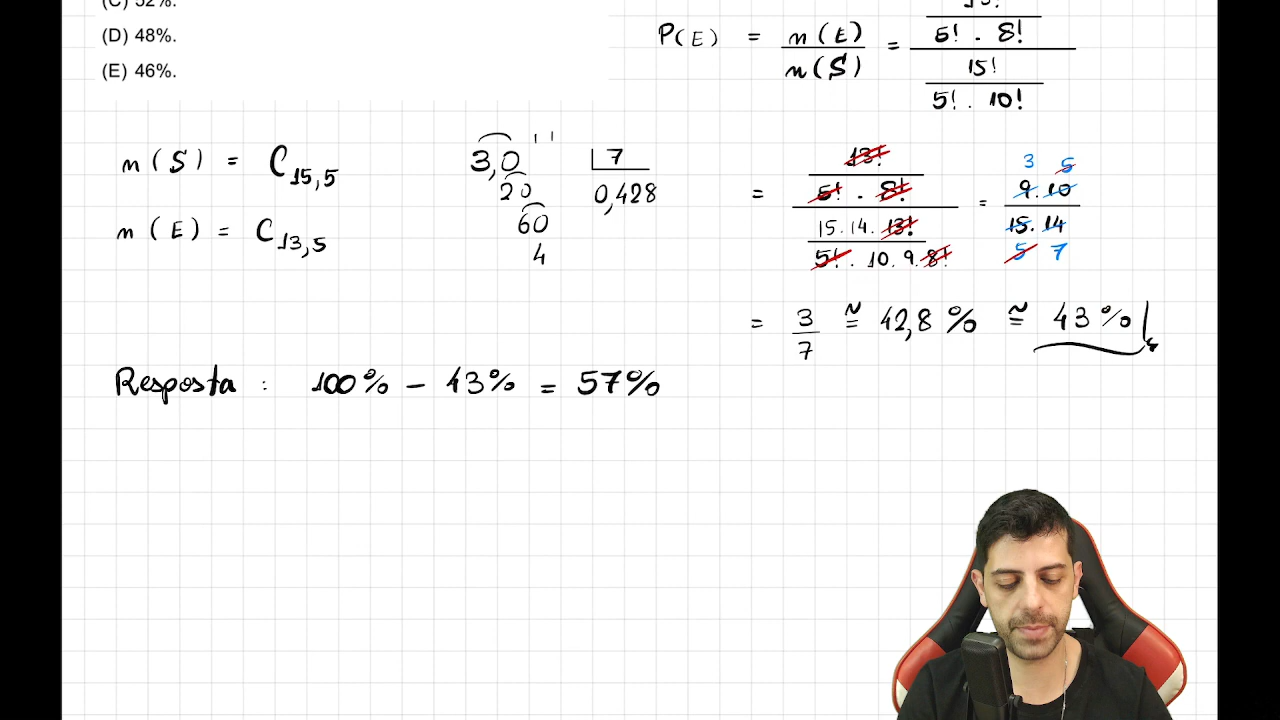 (C) 52%.
(D) 48%.
(E) 46%.
P(E) = n(E) / n(S) = 13! / 5! . 8! / 15! / 5! . 10!
n(S) = C15,5
n(E) = C13,5
3,0 ' ' 7
20 0,428
60
4
= 13! / 5! . 8! / 15. 14. 13! / 5! . 10. 9. 8! = 9. 10 / 15. 14
3 5
5 7
= 3/7 ≅ 42,8% ≅ 43%
Resposta : 100% - 43% = 57%